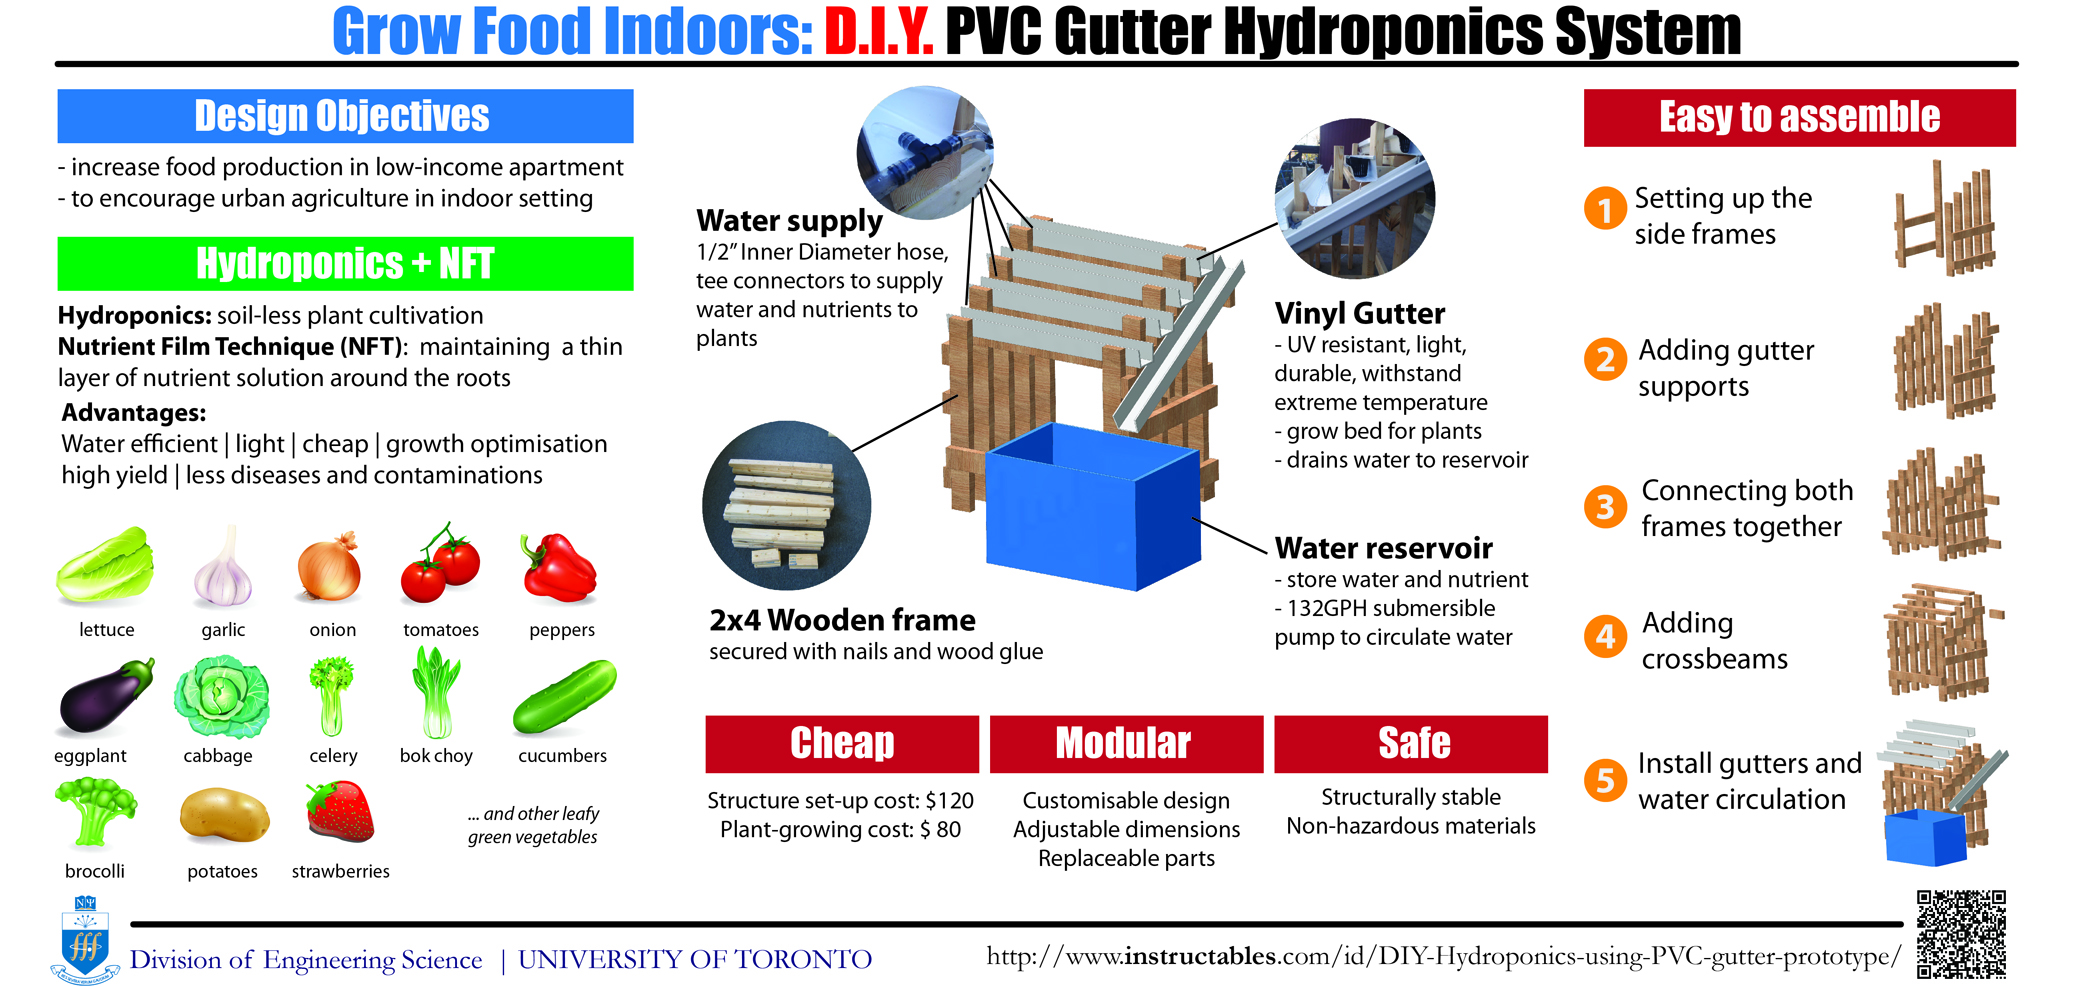 Grow Food Indoors: D.I.Y. PVC Gutter Hydroponics System
Design Objectives
- increase food production in low-income apartment
- to encourage urban agriculture in indoor setting
Hydroponics + NFT
Hydroponics: soil-less plant cultivation
Nutrient Film Technique (NFT): maintaining a thin
layer of nutrient solution around the roots
Advantages:
Water efficient | light | cheap | growth optimisation
high yield | less diseases and contaminations
lettuce
garlic
onion
tomatoes
peppers
eggplant
cabbage
celery
bok choy
cucumbers
brocolli
potatoes
strawberries
... and other leafy
green vegetables
Water supply
1/2" Inner Diameter hose,
tee connectors to supply
water and nutrients to
plants
Vinyl Gutter
- UV resistant, light,
durable, withstand
extreme temperature
- grow bed for plants
- drains water to reservoir
2x4 Wooden frame
secured with nails and wood glue
Water reservoir
- store water and nutrient
- 132GPH submersible
pump to circulate water
Cheap
Structure set-up cost: $120
Plant-growing cost: $ 80
Modular
Customisable design
Adjustable dimensions
Replaceable parts
Safe
Structurally stable
Non-hazardous materials
Easy to assemble
1 Setting up the
side frames
2 Adding gutter
supports
3 Connecting both
frames together
4 Adding
crossbeams
5 Install gutters and
water circulation
Division of Engineering Science | UNIVERSITY OF TORONTO
http://www.instructables.com/id/DIY-Hydroponics-using-PVC-gutter-prototype/